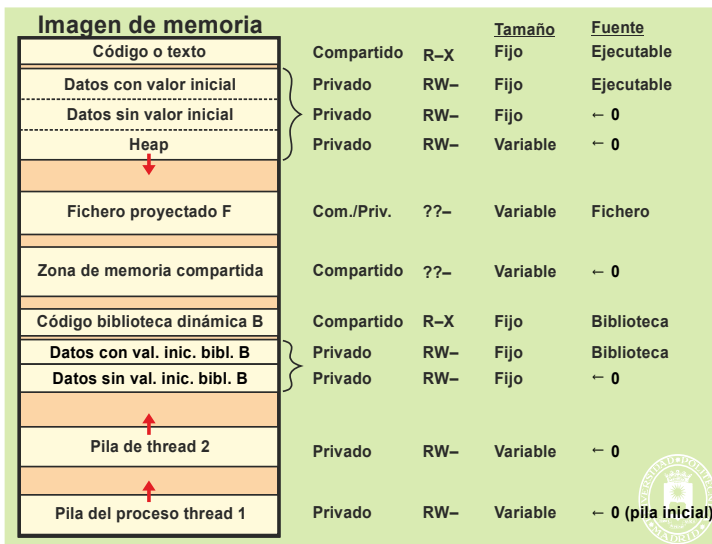 Imagen de memoria Tamaño Fuente
Código o texto Compartido R–X Fijo Ejecutable
Datos con valor inicial Privado RW– Fijo Ejecutable
Datos sin valor inicial Privado RW– Fijo ← 0
Heap Privado RW– Variable ← 0
Fichero proyectado F Com./Priv. ??– Variable Fichero
Zona de memoria compartida Compartido ??– Variable ← 0
Código biblioteca dinámica B Compartido R–X Fijo Biblioteca
Datos con val. inic. bibl. B Privado RW– Fijo Biblioteca
Datos sin val. inic. bibl. B Privado RW– Fijo ← 0
Pila de thread 2 Privado RW– Variable ← 0
Pila del proceso thread 1 Privado RW– Variable ← 0 (pila inicial)